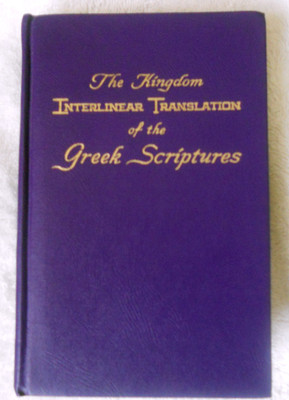 The Kingdom
INTERLINEAR TRANSLATION
of the
Greek Scriptures